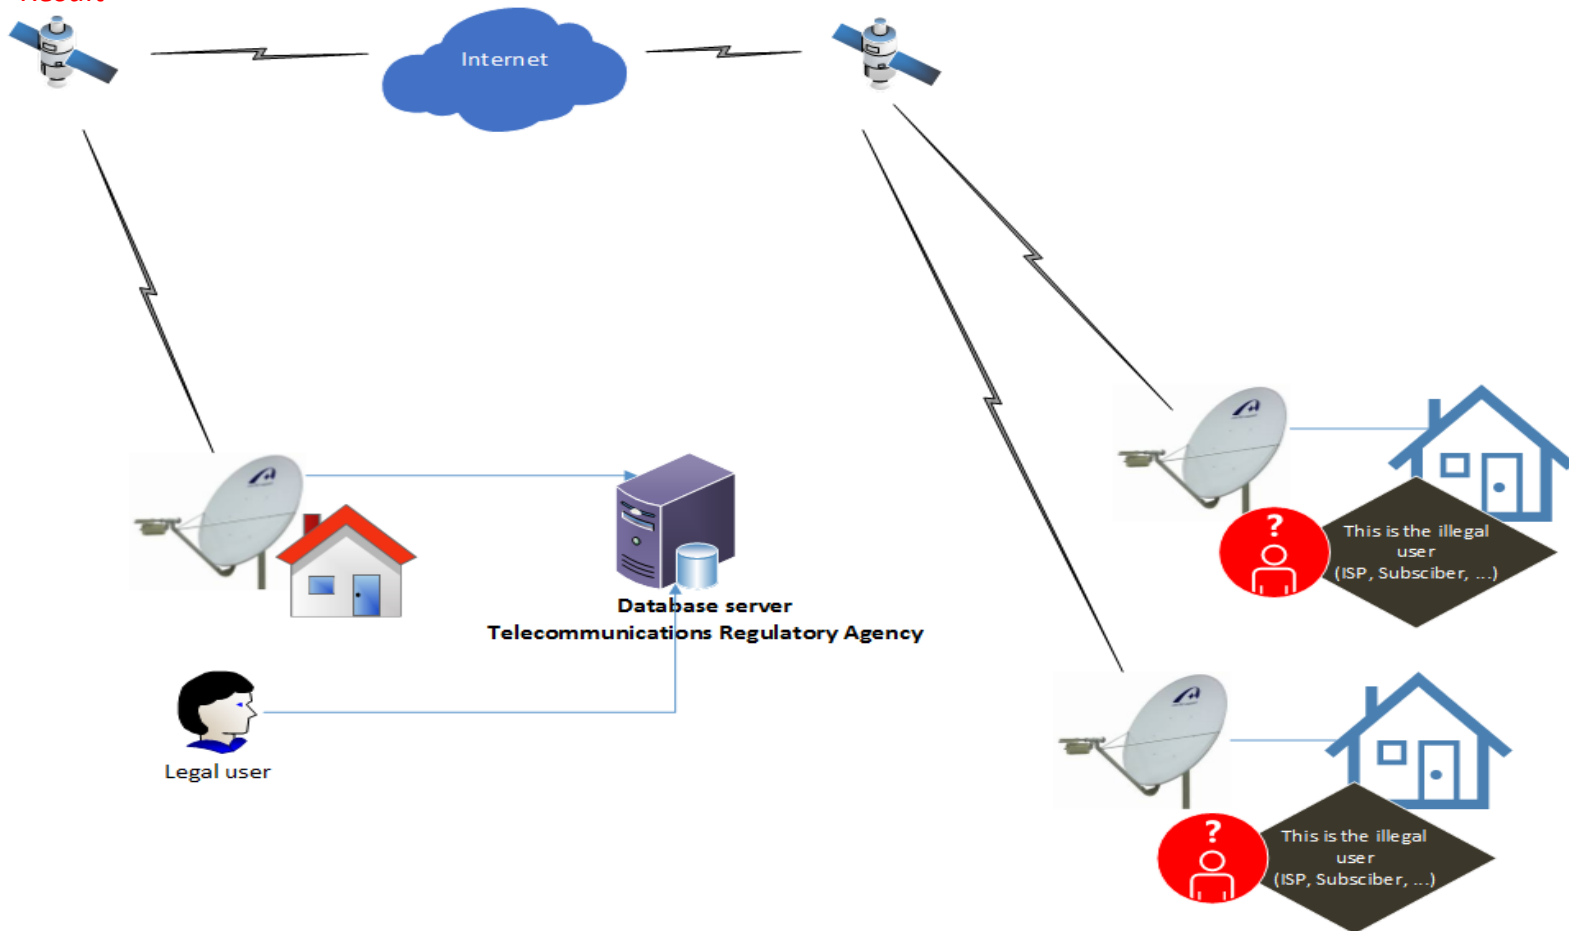 Result
Internet
This is the illegal
user
(ISP, Subsciber, ...)
Database server
Telecommunications Regulatory Agency
Legal user
This is the illegal
user
(ISP, Subsciber, ...)